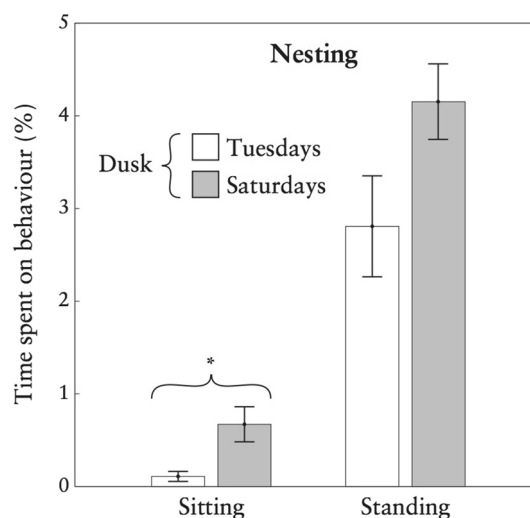 Nesting
Dusk
Tuesdays
Saturdays
Time spent on behaviour (%)
5
4
3
2
1
0
*
Sitting
Standing